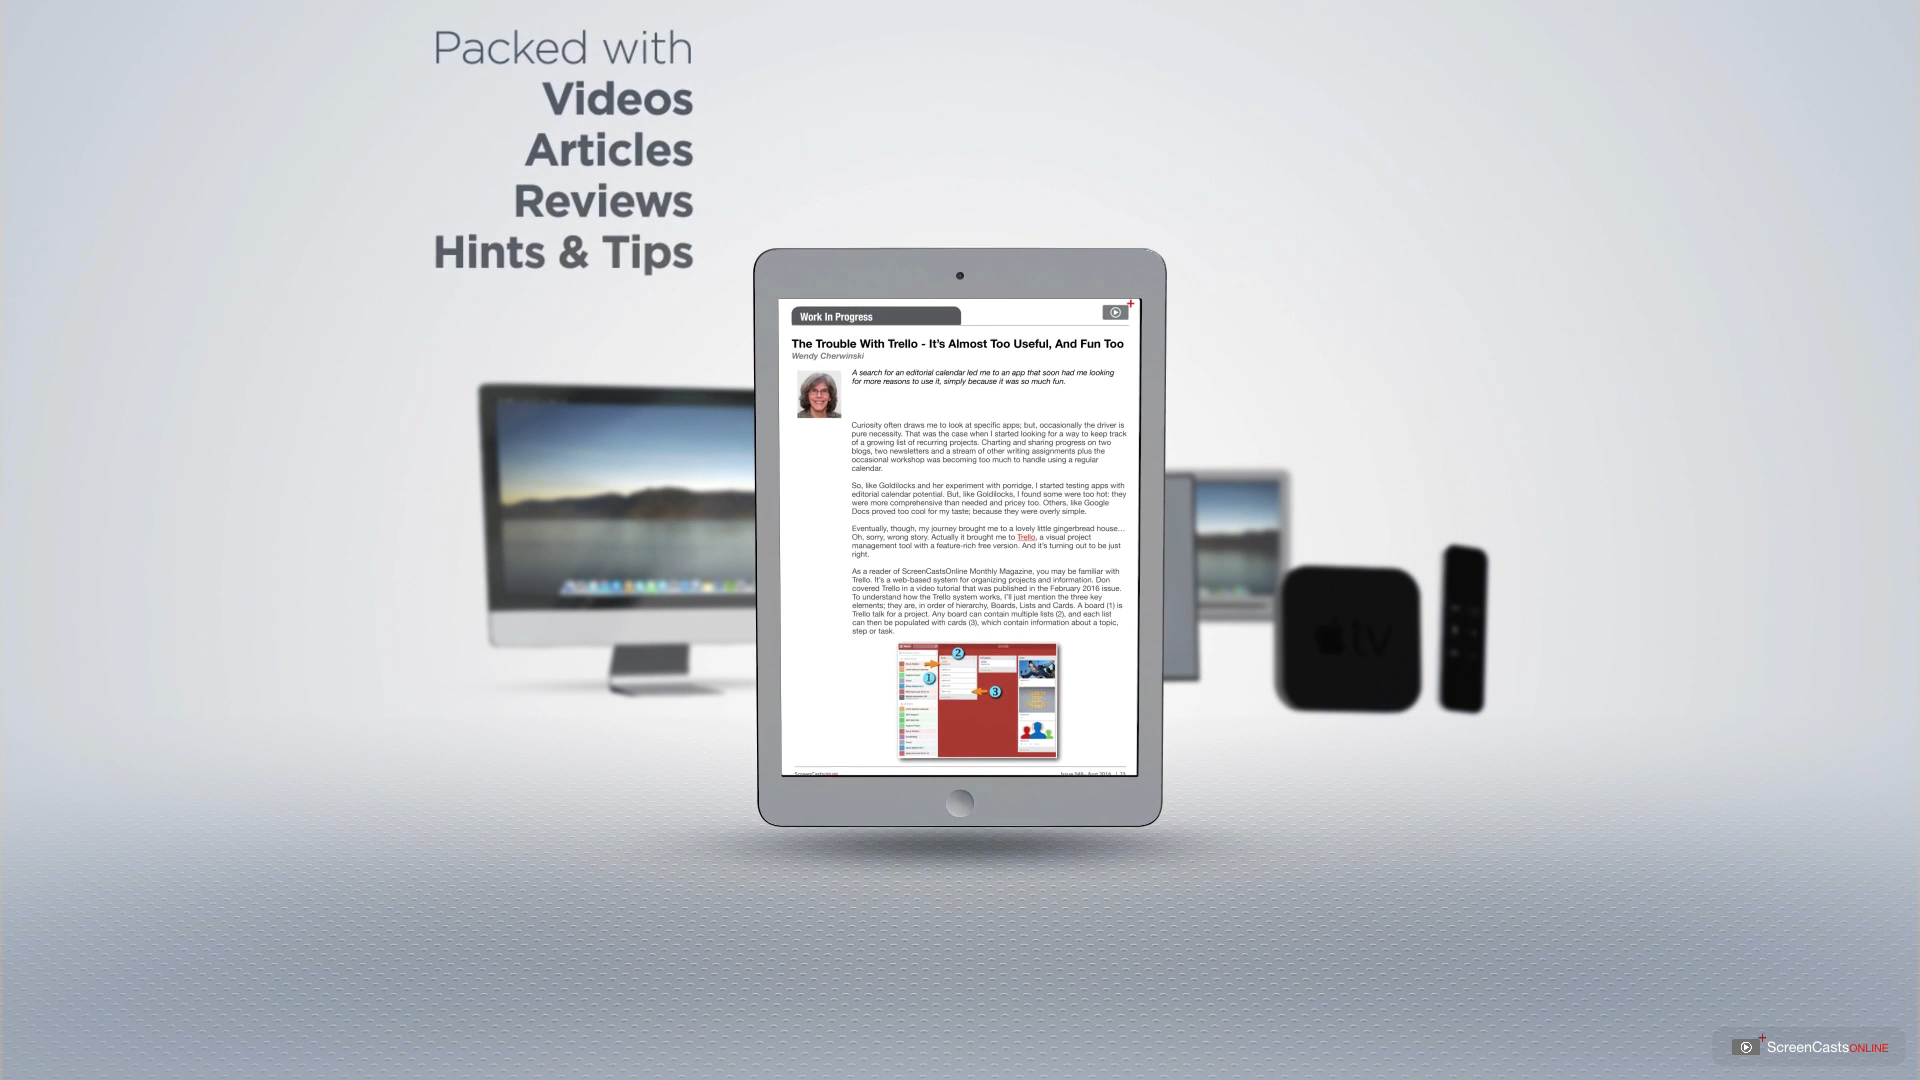 Packed with
Videos
Articles
Reviews
Hints & Tips
Work In Progress
The Trouble With Trello - It's Almost Too Useful, And Fun Too
Wendy Cherwinski
A search for an editorial calendar led me to an app that soon had me looking
for more reasons to use it, simply because it was so much fun.
Curiosity often draws me to look at specific apps; but, occasionally the driver is
pure necessity. That was the case when I started looking for a way to keep track
of a growing list of recurring projects. Charting and sharing progress on two
blogs, two newsletters and a stream of other writing assignments plus the
occasional workshop was becoming too much to handle using a regular
calendar.
So, like Goldilocks and her experiment with porridge, I started testing apps with
editorial calendar potential. But, like Goldilocks, I found some were too hot: they
were more comprehensive than needed and pricey too. Others, like Google
Docs proved too cool for my taste; because they were overly simple.
Eventually, though, my journey brought me to a lovely little gingerbread house...
Oh, sorry, wrong story. Actually it brought me to Trello, a visual project
management tool with a feature-rich free version. And it's turning out to be just
right.
As a reader of ScreenCastsOnline Monthly Magazine, you may be familiar with
Trello. It's a web-based system for organizing projects and information. Don
covered Trello in a video tutorial that was published in the February 2016 issue.
To understand how the Trello system works, I'll just mention the three key
elements; they are, in order of hierarchy, Boards, Lists and Cards. A board (1) is
Trello talk for a project. Any board can contain multiple lists (2), and each list
can then be populated with cards (3), which contain information about a topic,
step or task.
2
1
3
tv
ScreenCastsONLINE